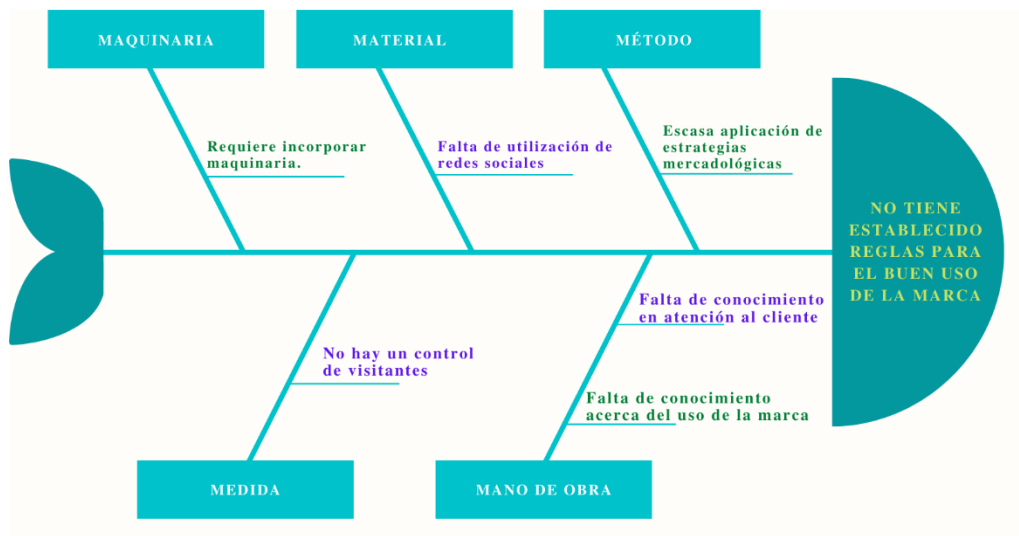 MAQUINARIA
MATERIAL
MÉTODO
Requiere incorporar
maquinaria.
Falta de utilización de
redes sociales
Escasa aplicación de
estrategias
mercadológicas
NO TIENE
ESTABLECIDO
REGLAS PARA
EL BUEN USO
DE LA MARCA
Falta de conocimiento
en atención al cliente
No hay un control
de visitantes
Falta de conocimiento
acerca del uso de la marca
MEDIDA
MANO DE OBRA